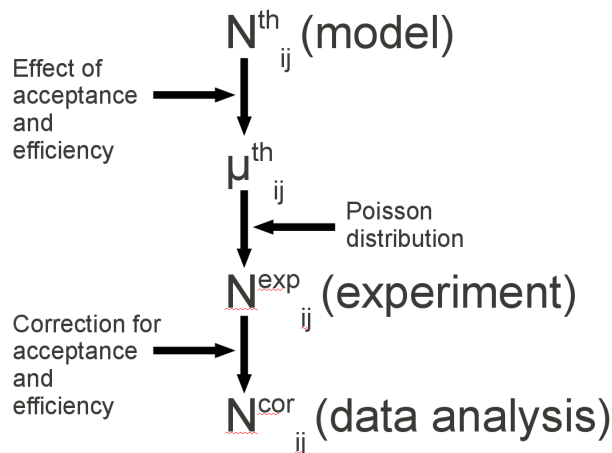 N^th_ij (model)
Effect of
acceptance
and
efficiency
μ^th_ij
Poisson
distribution
N^exp_ij (experiment)
Correction for
acceptance
and
efficiency
N^cor_ij (data analysis)